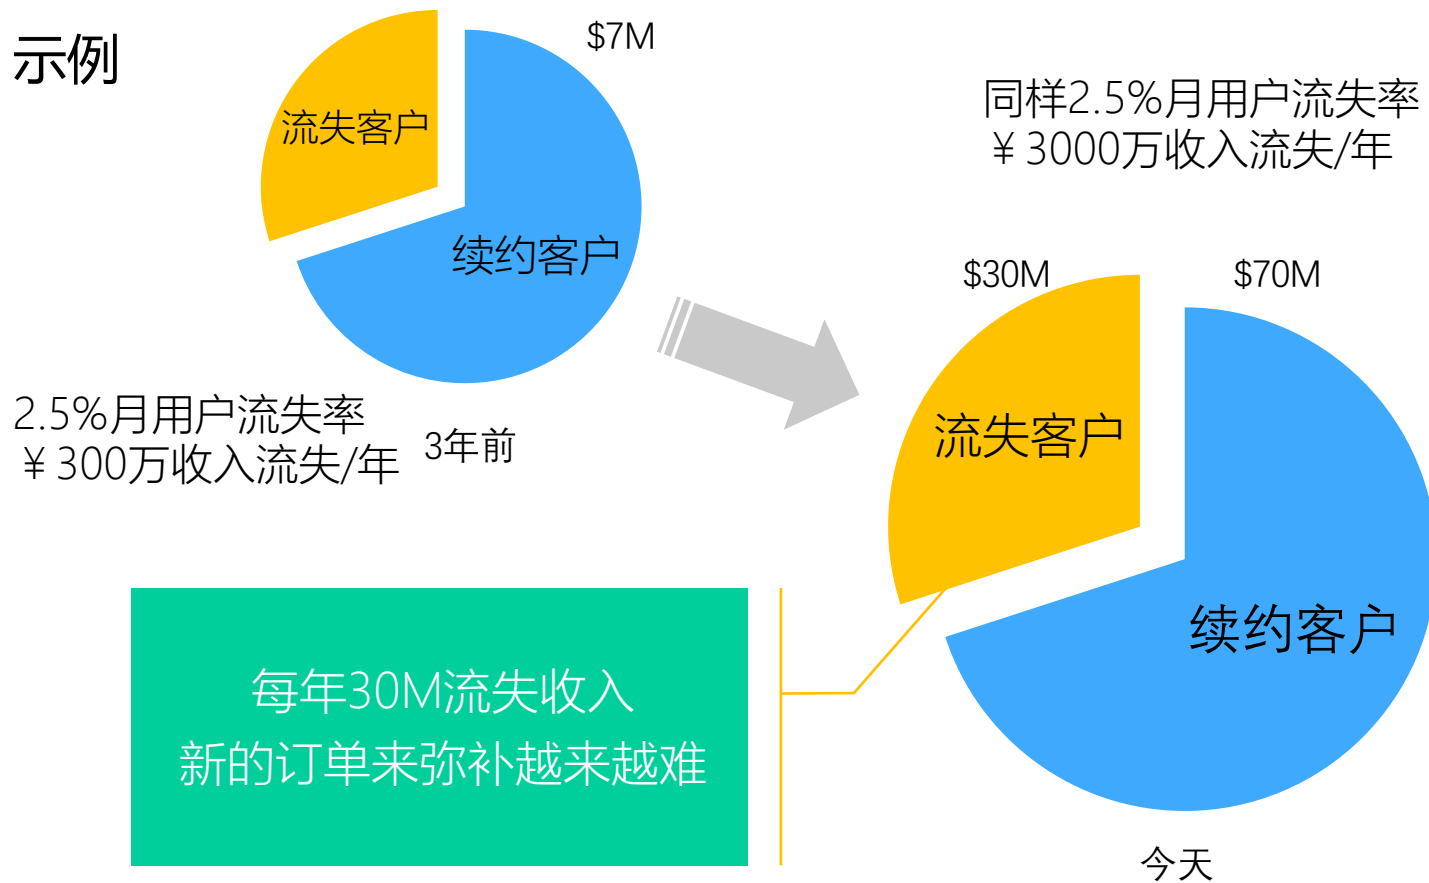 示例
$7M
流失客户
续约客户
2.5%月用户流失率
¥300万收入流失/年
3年前
同样2.5%月用户流失率
¥3000万收入流失/年
$30M
$70M
流失客户
续约客户
今天
每年30M流失收入
新的订单来弥补越来越难